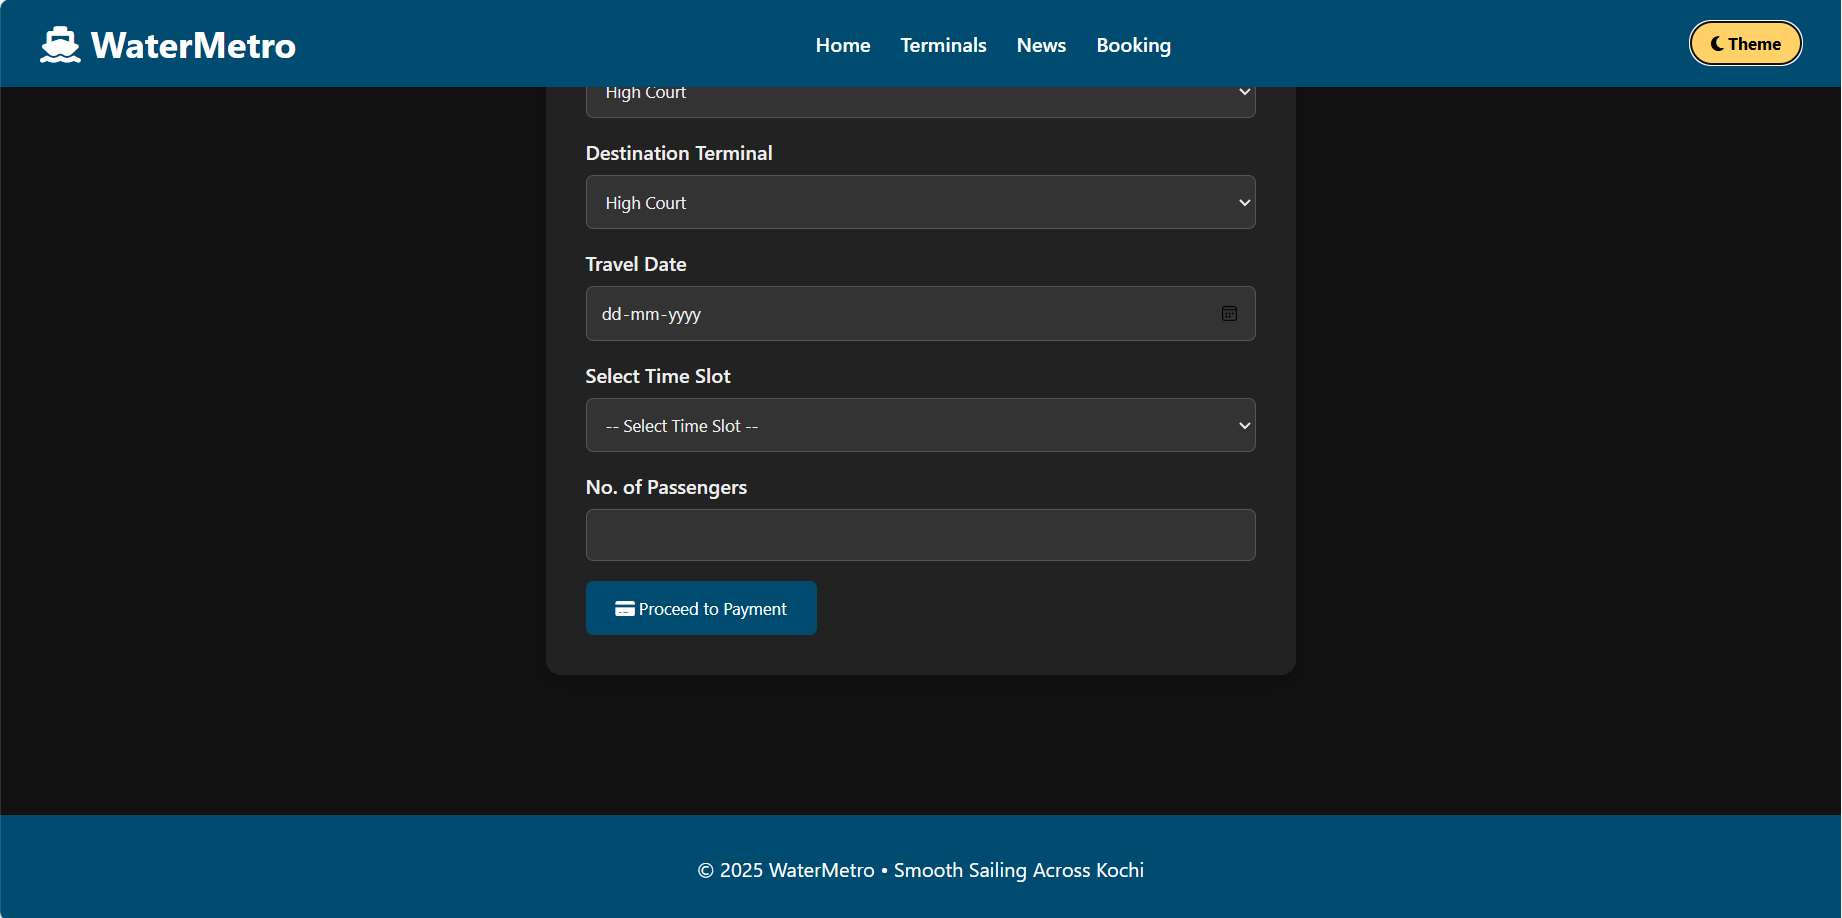 WaterMetro
Home Terminals News Booking
Theme
High Court
Destination Terminal
High Court
Travel Date
dd-mm-yyyy
Select Time Slot
-- Select Time Slot --
No. of Passengers
Proceed to Payment
© 2025 WaterMetro • Smooth Sailing Across Kochi